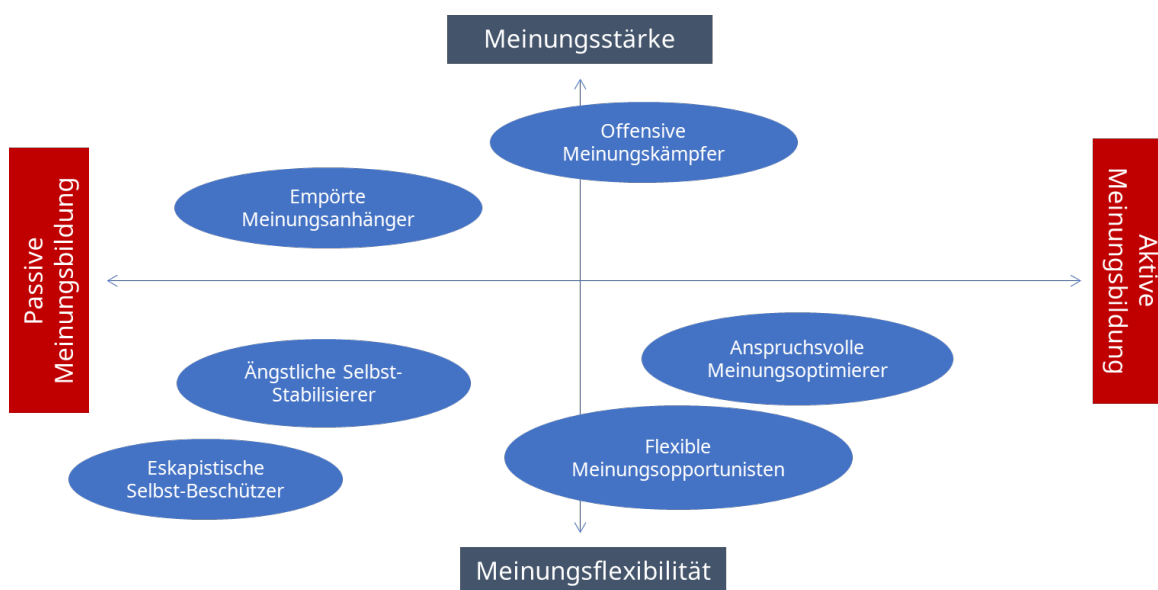 Meinungsstärke
Offensive
Meinungskämpfer
Empörte
Meinungsanhänger
Passive
Meinungsbildung
Aktive
Meinungsbildung
Anspruchsvolle
Meinungsoptimierer
Ängstliche Selbst-
Stabilisierer
Flexible
Meinungsopportunisten
Eskapistische
Selbst-Beschützer
Meinungsflexibilität